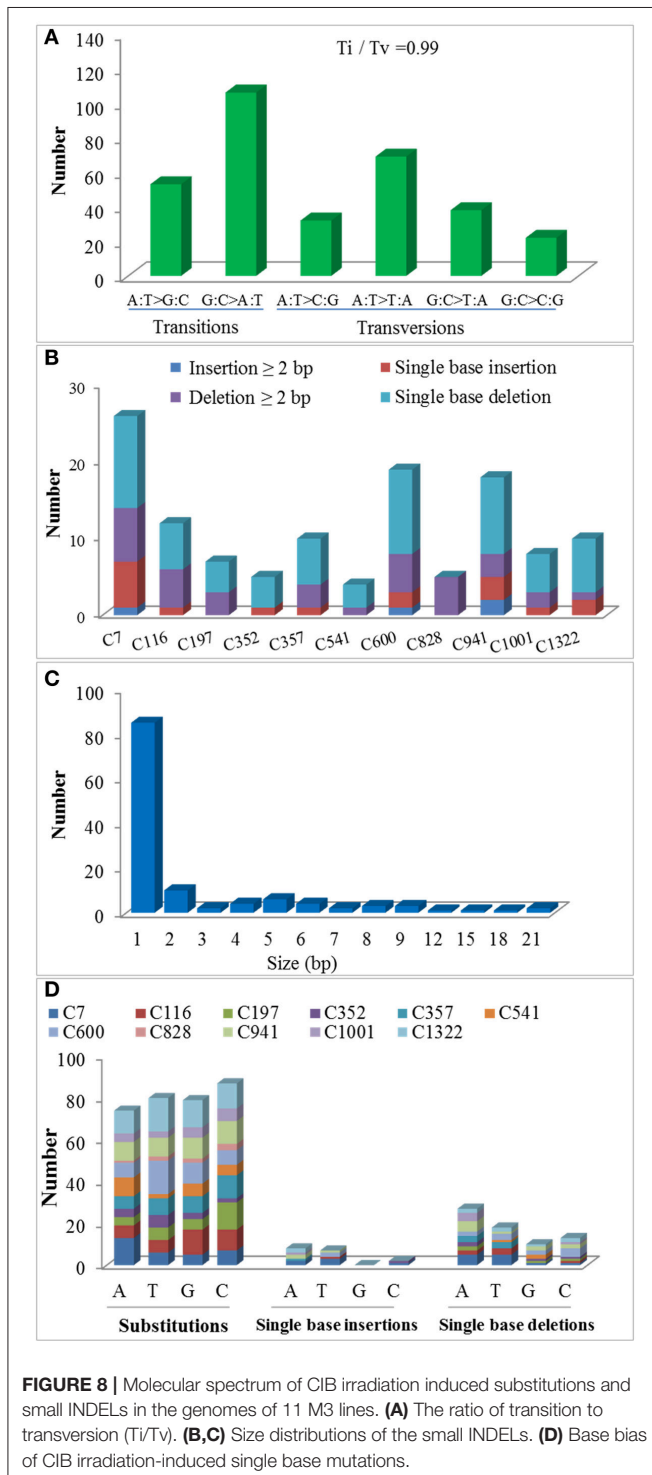 A
Ti / Tv =0.99
140
120
100
80
60
40
20
0
Number
A:T>G:C G:C>A:T A:T>C:G A:T>T:A G:C>T:A G:C>C:G
Transitions Transversions
B
Insertion ≥ 2 bp Single base insertion
Deletion ≥ 2 bp Single base deletion
30
20
10
0
Number
C7 C116 C197 C352 C357 C541 C600 C828 C941 C1001 C1322
C
100
80
60
40
20
0
Number
1 2 3 4 5 6 7 8 9 12 15 18 21
Size (bp)
D
C7 C116 C197 C352 C357 C541
C600 C828 C941 C1001 C1322
100
80
60
40
20
0
Number
A T G C A T G C A T G C
Substitutions Single base insertions Single base deletions
FIGURE 8 | Molecular spectrum of CIB irradiation induced substitutions and
small INDELs in the genomes of 11 M3 lines. (A) The ratio of transition to
transversion (Ti/Tv). (B,C) Size distributions of the small INDELs. (D) Base bias
of CIB irradiation-induced single base mutations.